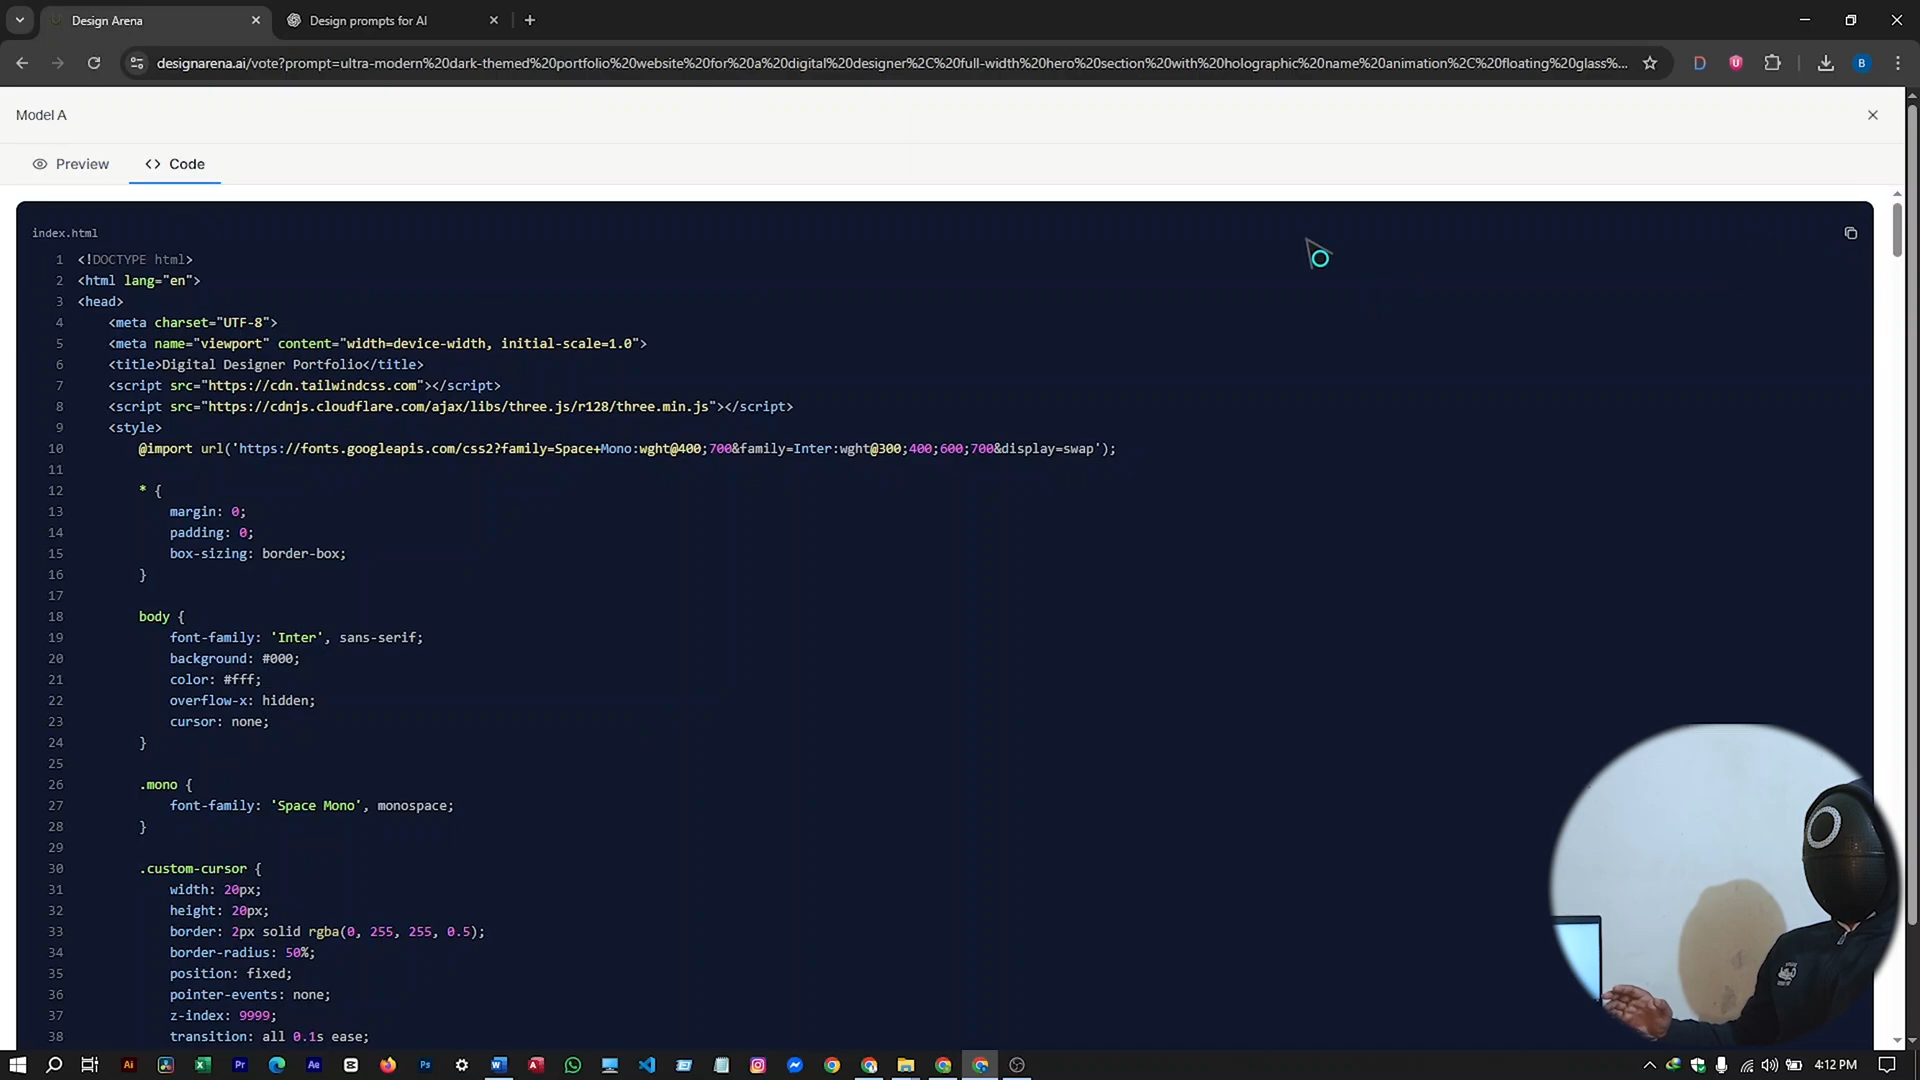 Design Arena
Design prompts for AI
designarena.ai/vote?prompt=ultra-modern%20dark-themed%20portfolio%20website%20for%20a%20digital%20designer%2C%20full-width%20hero%20section%20with%20holographic%20name%20animation%2C%20floating%20glass%...
Model A
Preview
<> Code
index.html
1 <!DOCTYPE html>
2 <html lang="en">
3 <head>
4 <meta charset="UTF-8">
5 <meta name="viewport" content="width=device-width, initial-scale=1.0">
6 <title>Digital Designer Portfolio</title>
7 <script src="https://cdn.tailwindcss.com"></script>
8 <script src="https://cdnjs.cloudflare.com/ajax/libs/three.js/r128/three.min.js"></script>
9 <style>
10 @import url('https://fonts.googleapis.com/css2?family=Space+Mono:wght@400;700&family=Inter:wght@300;400;600;700&display=swap');
11
12 * {
13 margin: 0;
14 padding: 0;
15 box-sizing: border-box;
16 }
17
18 body {
19 font-family: 'Inter', sans-serif;
20 background: #000;
21 color: #fff;
22 overflow-x: hidden;
23 cursor: none;
24 }
25
26 .mono {
27 font-family: 'Space Mono', monospace;
28 }
29
30 .custom-cursor {
31 width: 20px;
32 height: 20px;
33 border: 2px solid rgba(0, 255, 255, 0.5);
34 border-radius: 50%;
35 position: fixed;
36 pointer-events: none;
37 z-index: 9999;
38 transition: all 0.1s ease;
4:12 PM